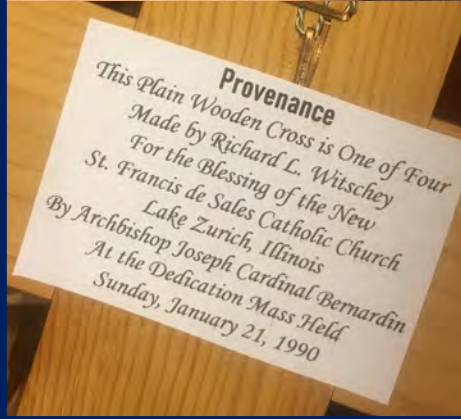 Provenance
This Plain Wooden Cross is One of Four
Made by Richard L. Witschey
For the Blessing of the New
St. Francis de Sales Catholic Church
Lake Zurich, Illinois
By Archbishop Joseph Cardinal Bernardin
At the Dedication Mass Held
Sunday, January 21, 1990